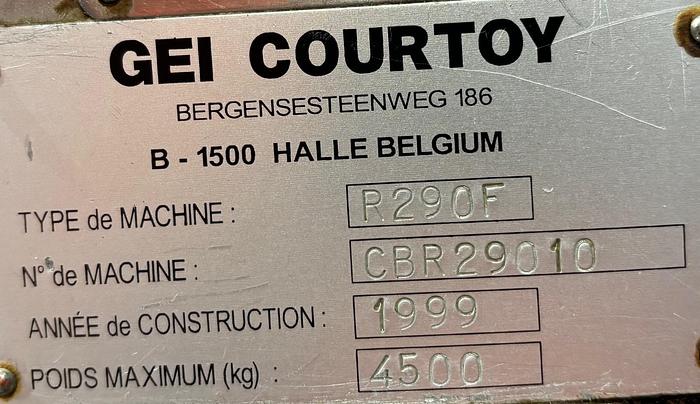 GEI COURTOY
BERGENSESTEENWEG 186
B - 1500 HALLE BELGIUM
TYPE de MACHINE : R290F
N° de MACHINE : CBR29010
ANNÉE de CONSTRUCTION : 1999
POIDS MAXIMUM (kg) : 4500